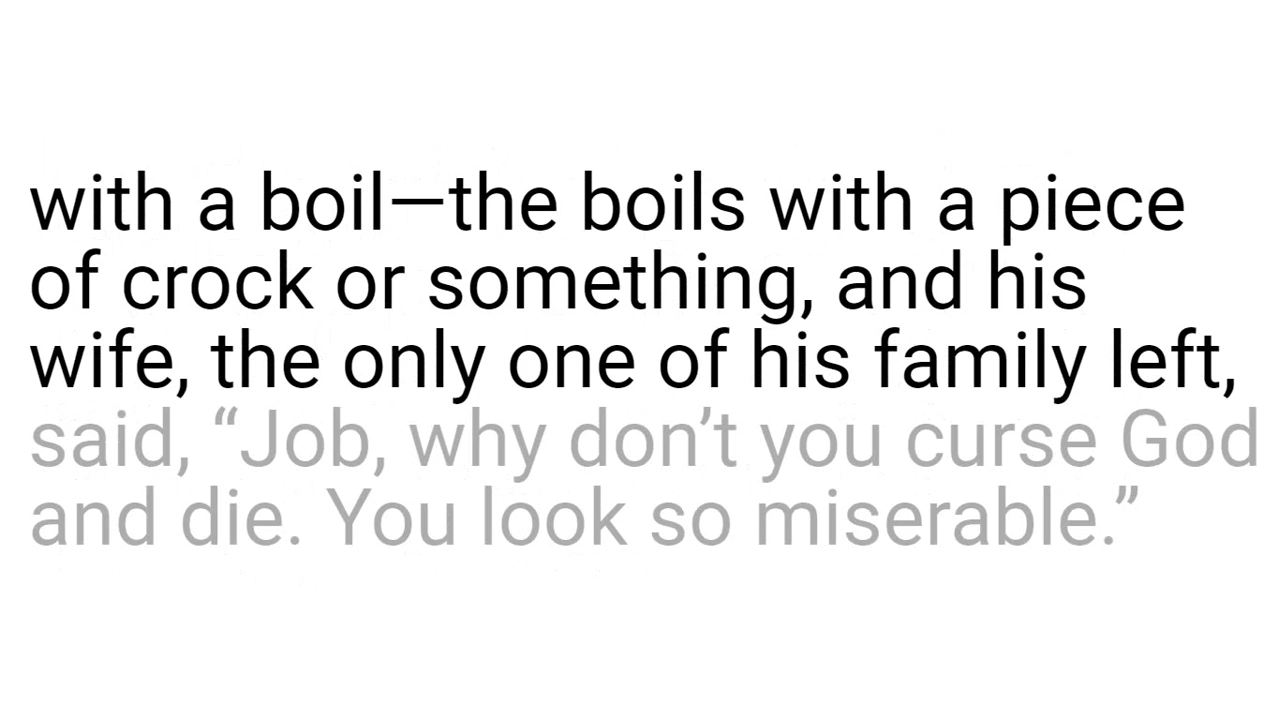 with a boil—the boils with a piece
of crock or something, and his
wife, the only one of his family left,
said, “Job, why don’t you curse God
and die. You look so miserable.”